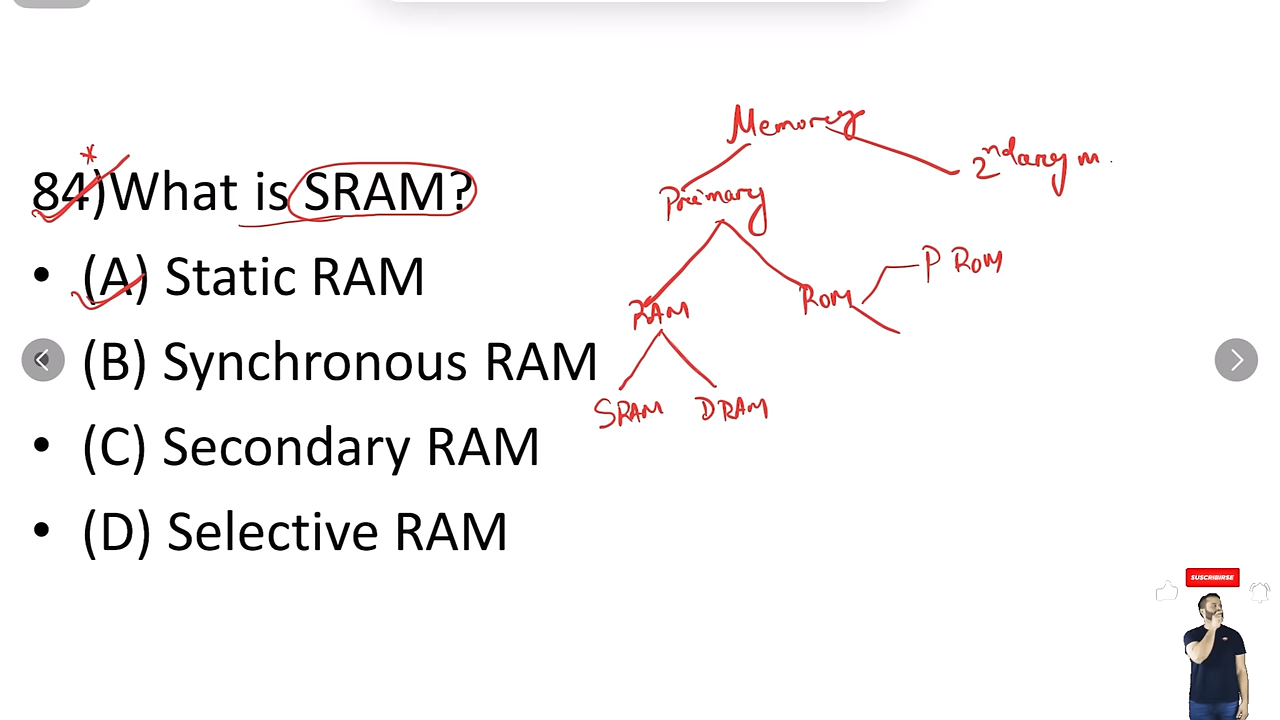 84)What is SRAM?
• (A) Static RAM
• (B) Synchronous RAM
• (C) Secondary RAM
• (D) Selective RAM
Memory
Primary
2ndary m.
RAM
ROM
P ROM
SRAM
DRAM
SUSCRIBIRSE